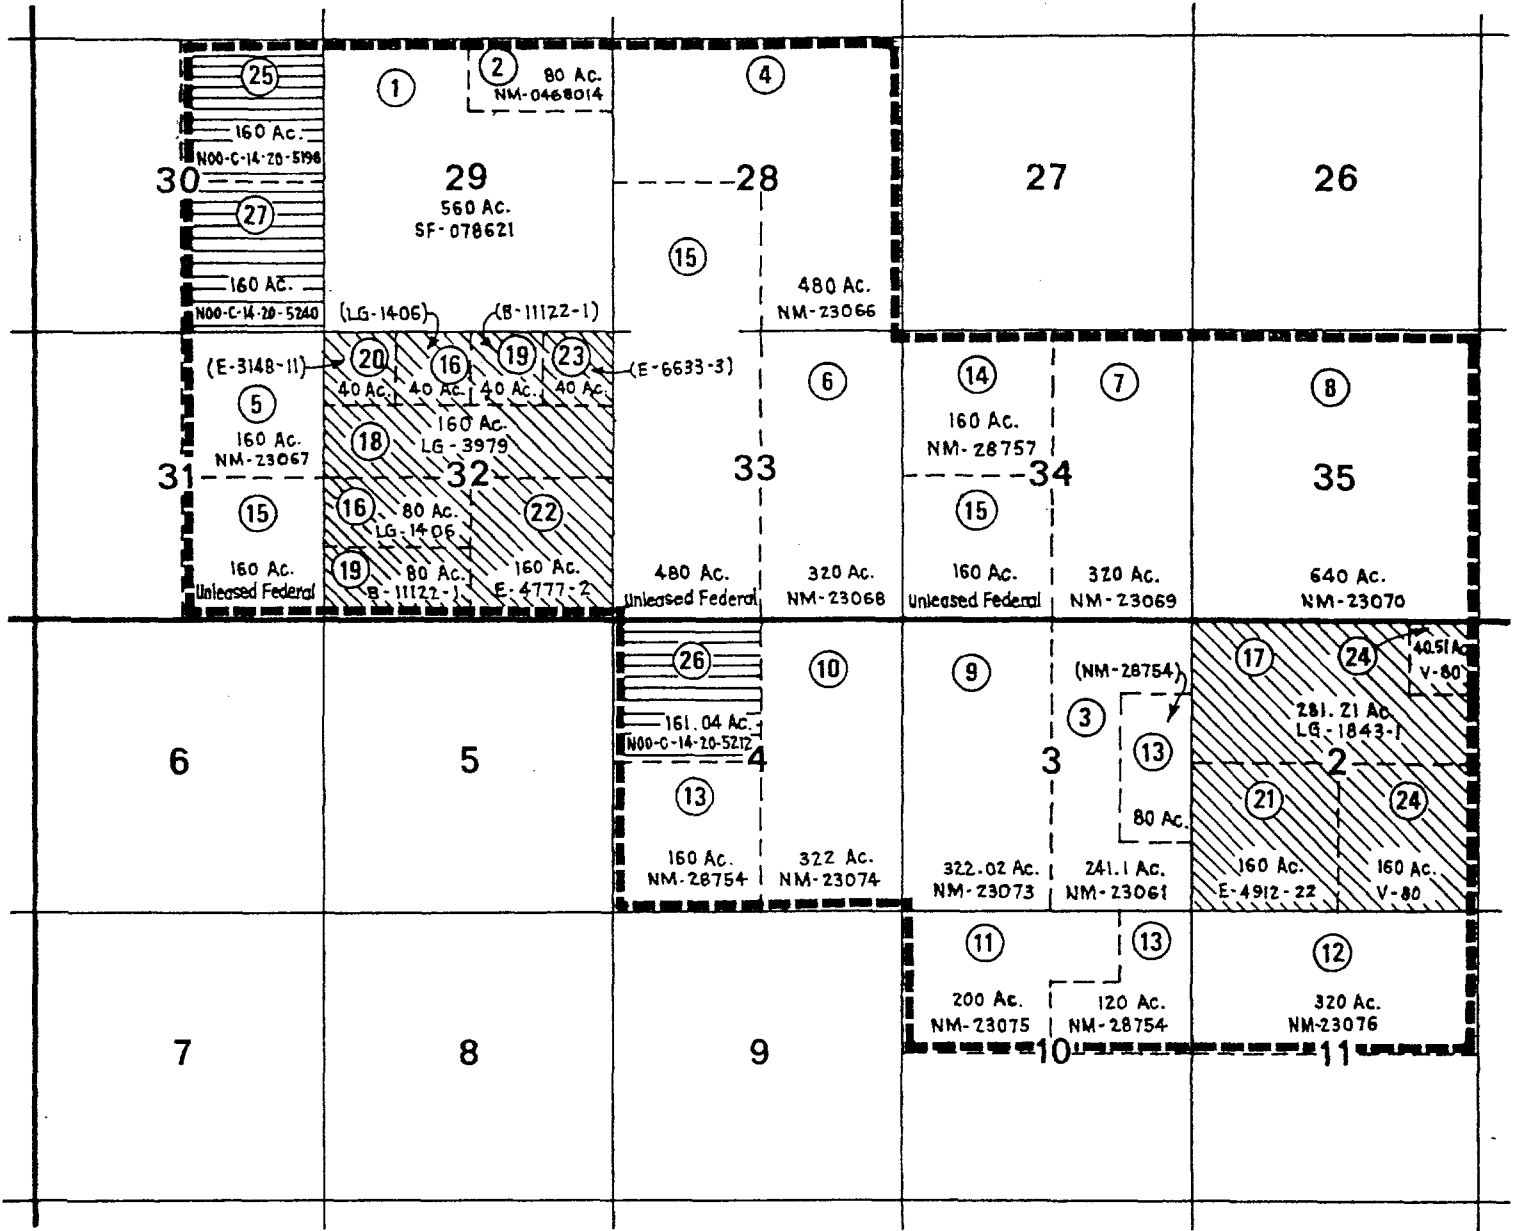 25
1
2
80 Ac.
NM-0468014
4
160 Ac.
N00-C-14-20-5196
30
29
28
27
26
27
560 Ac.
SF-078621
15
160 Ac.
N00-C-14-20-5240
(LG-1406)
(B-11122-1)
480 Ac.
NM-23066
(E-3148-11)
20
16
19
23
(E-6633-3)
40 Ac.
40 Ac.
40 Ac.
40 Ac.
5
160 Ac.
NM-23067
18
160 Ac.
LG-3979
6
14
160 Ac.
NM-28757
7
8
31
32
33
34
35
15
16
80 Ac.
LG-1406
22
15
160 Ac.
Unleased Federal
19
80 Ac.
B-11122-1
160 Ac.
E-4777-2
480 Ac.
Unleased Federal
320 Ac.
NM-23068
160 Ac.
Unleased Federal
320 Ac.
NM-23069
640 Ac.
NM-23070
26
10
9
(NM-28754)
3
17
24
40.51 Ac
V-80
161.04 Ac.
N00-C-14-20-5212
281.21 Ac.
LG-1843-1
6
5
4
3
13
2
13
80 Ac.
21
24
160 Ac.
NM-28754
322 Ac.
NM-23074
322.02 Ac.
NM-23073
241.1 Ac.
NM-23061
160 Ac.
E-4912-22
160 Ac.
V-80
11
13
12
200 Ac.
NM-23075
120 Ac.
NM-28754
320 Ac.
NM-23076
7
8
9
10
11